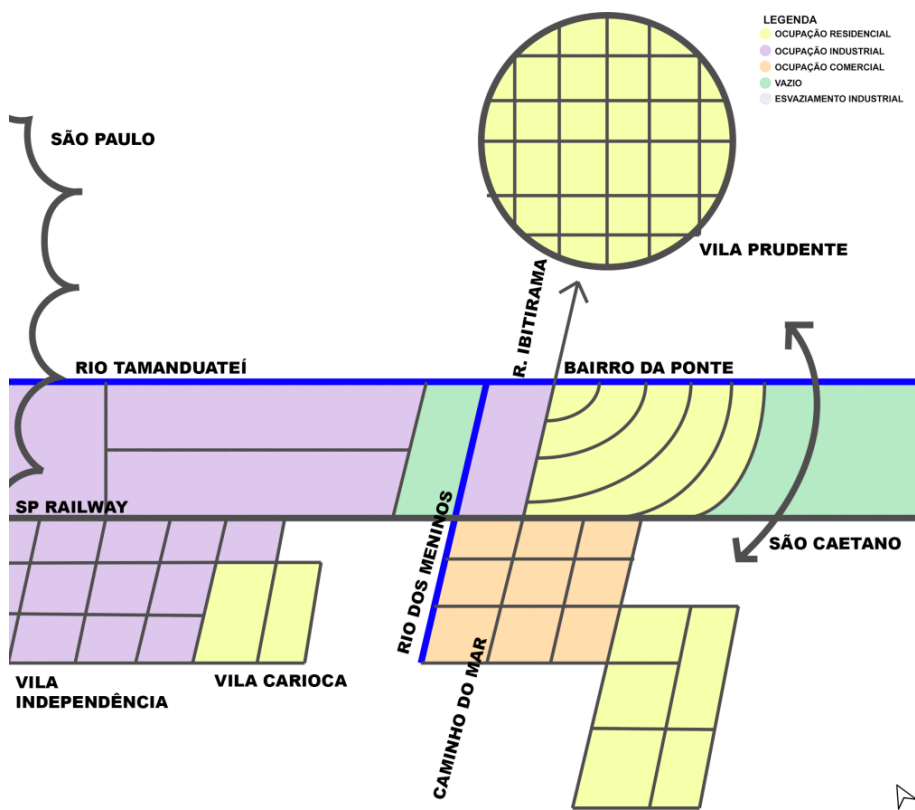 LEGENDA
OCUPAÇÃO RESIDENCIAL
OCUPAÇÃO INDUSTRIAL
OCUPAÇÃO COMERCIAL
VAZIO
ESVAZIAMENTO INDUSTRIAL
SÃO PAULO
VILA PRUDENTE
R. IBITIRAMA
RIO TAMANDUATEÍ
BAIRRO DA PONTE
SP RAILWAY
SÃO CAETANO
RIO DOS MENINOS
CAMINHO DO MAR
VILA
INDEPENDÊNCIA
VILA CARIOCA